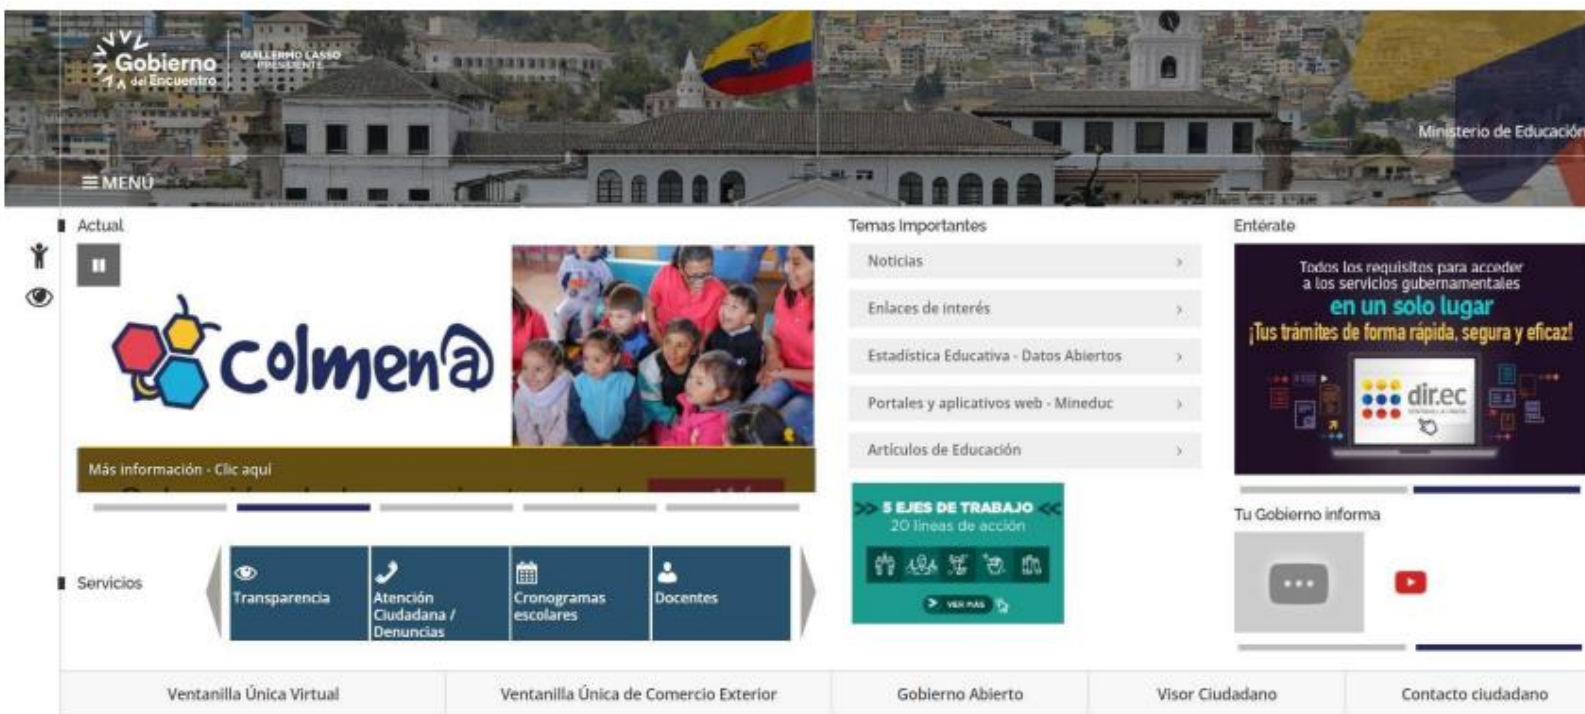 Gobierno
del Encuentro
GUILLERMO LASSO
PRESIDENTE
Ministerio de Educación
MENÚ
Actual
colmen@
Más información - Clic aquí
Servicios
Transparencia
Atención
Ciudadana /
Denuncias
Cronogramas
escolares
Docentes
Temas Importantes
Noticias
Enlaces de interés
Estadística Educativa - Datos Abiertos
Portales y aplicativos web - Mineduc
Artículos de Educación
>> 5 EJES DE TRABAJO <<
20 líneas de acción
> VER MÁS
Entérate
Todos los requisitos para acceder
a los servicios gubernamentales
en un solo lugar
¡Tus trámites de forma rápida, segura y eficaz!
dir.ec
Tu Gobierno informa
Ventanilla Única Virtual
Ventanilla Única de Comercio Exterior
Gobierno Abierto
Visor Ciudadano
Contacto ciudadano